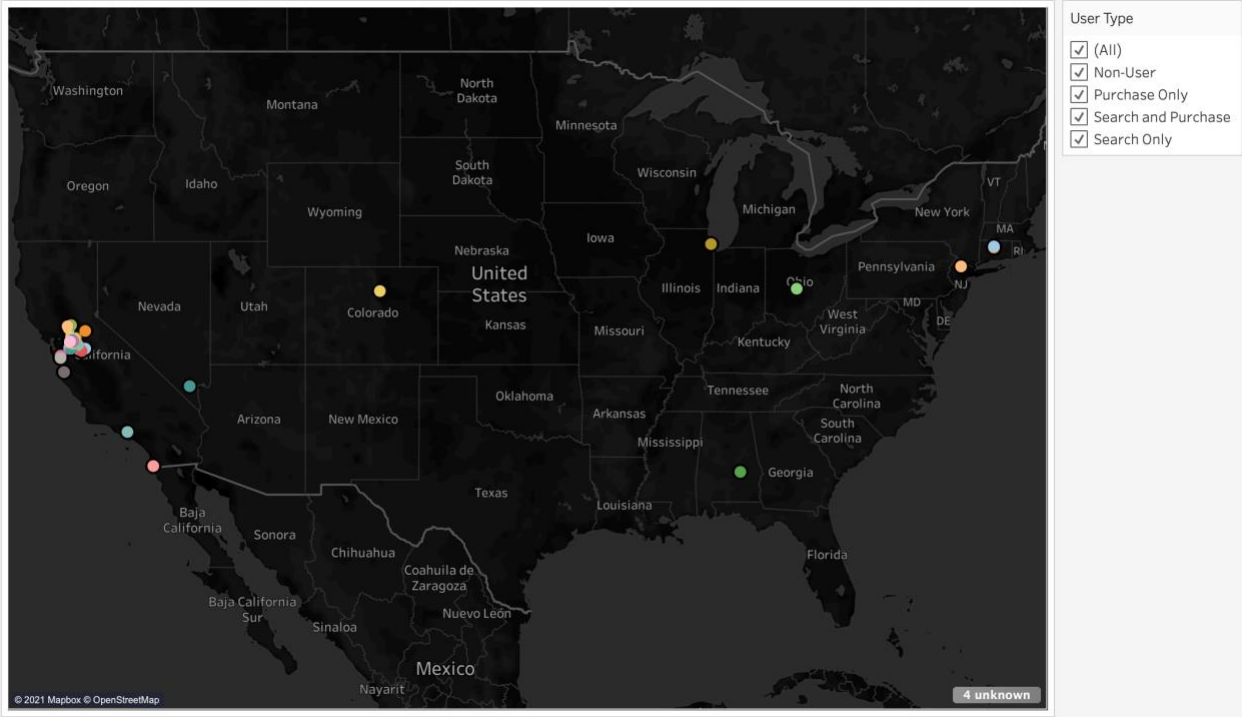 User Type
(All)
Non-User
Purchase Only
Search and Purchase
Search Only
Washington
Montana
North
Dakota
Minnesota
Oregon
Idaho
South
Dakota
Wisconsin
Michigan
VT
Wyoming
New York
MA
Iowa
RI
Nebraska
United
States
Pennsylvania
Nevada
Utah
Colorado
Illinois
Indiana
Ohio
NJ
MD
Kansas
Missouri
West
Virginia
DE
Kentucky
California
Arizona
New Mexico
Oklahoma
Arkansas
Tennessee
North
Carolina
South
Carolina
Mississippi
Georgia
Texas
Louisiana
Baja
California
Sonora
Chihuahua
Florida
Coahuila de
Zaragoza
Baja California
Sur
Nuevo León
Sinaloa
Mexico
Nayarit
© 2021 Mapbox © OpenStreetMap
4 unknown